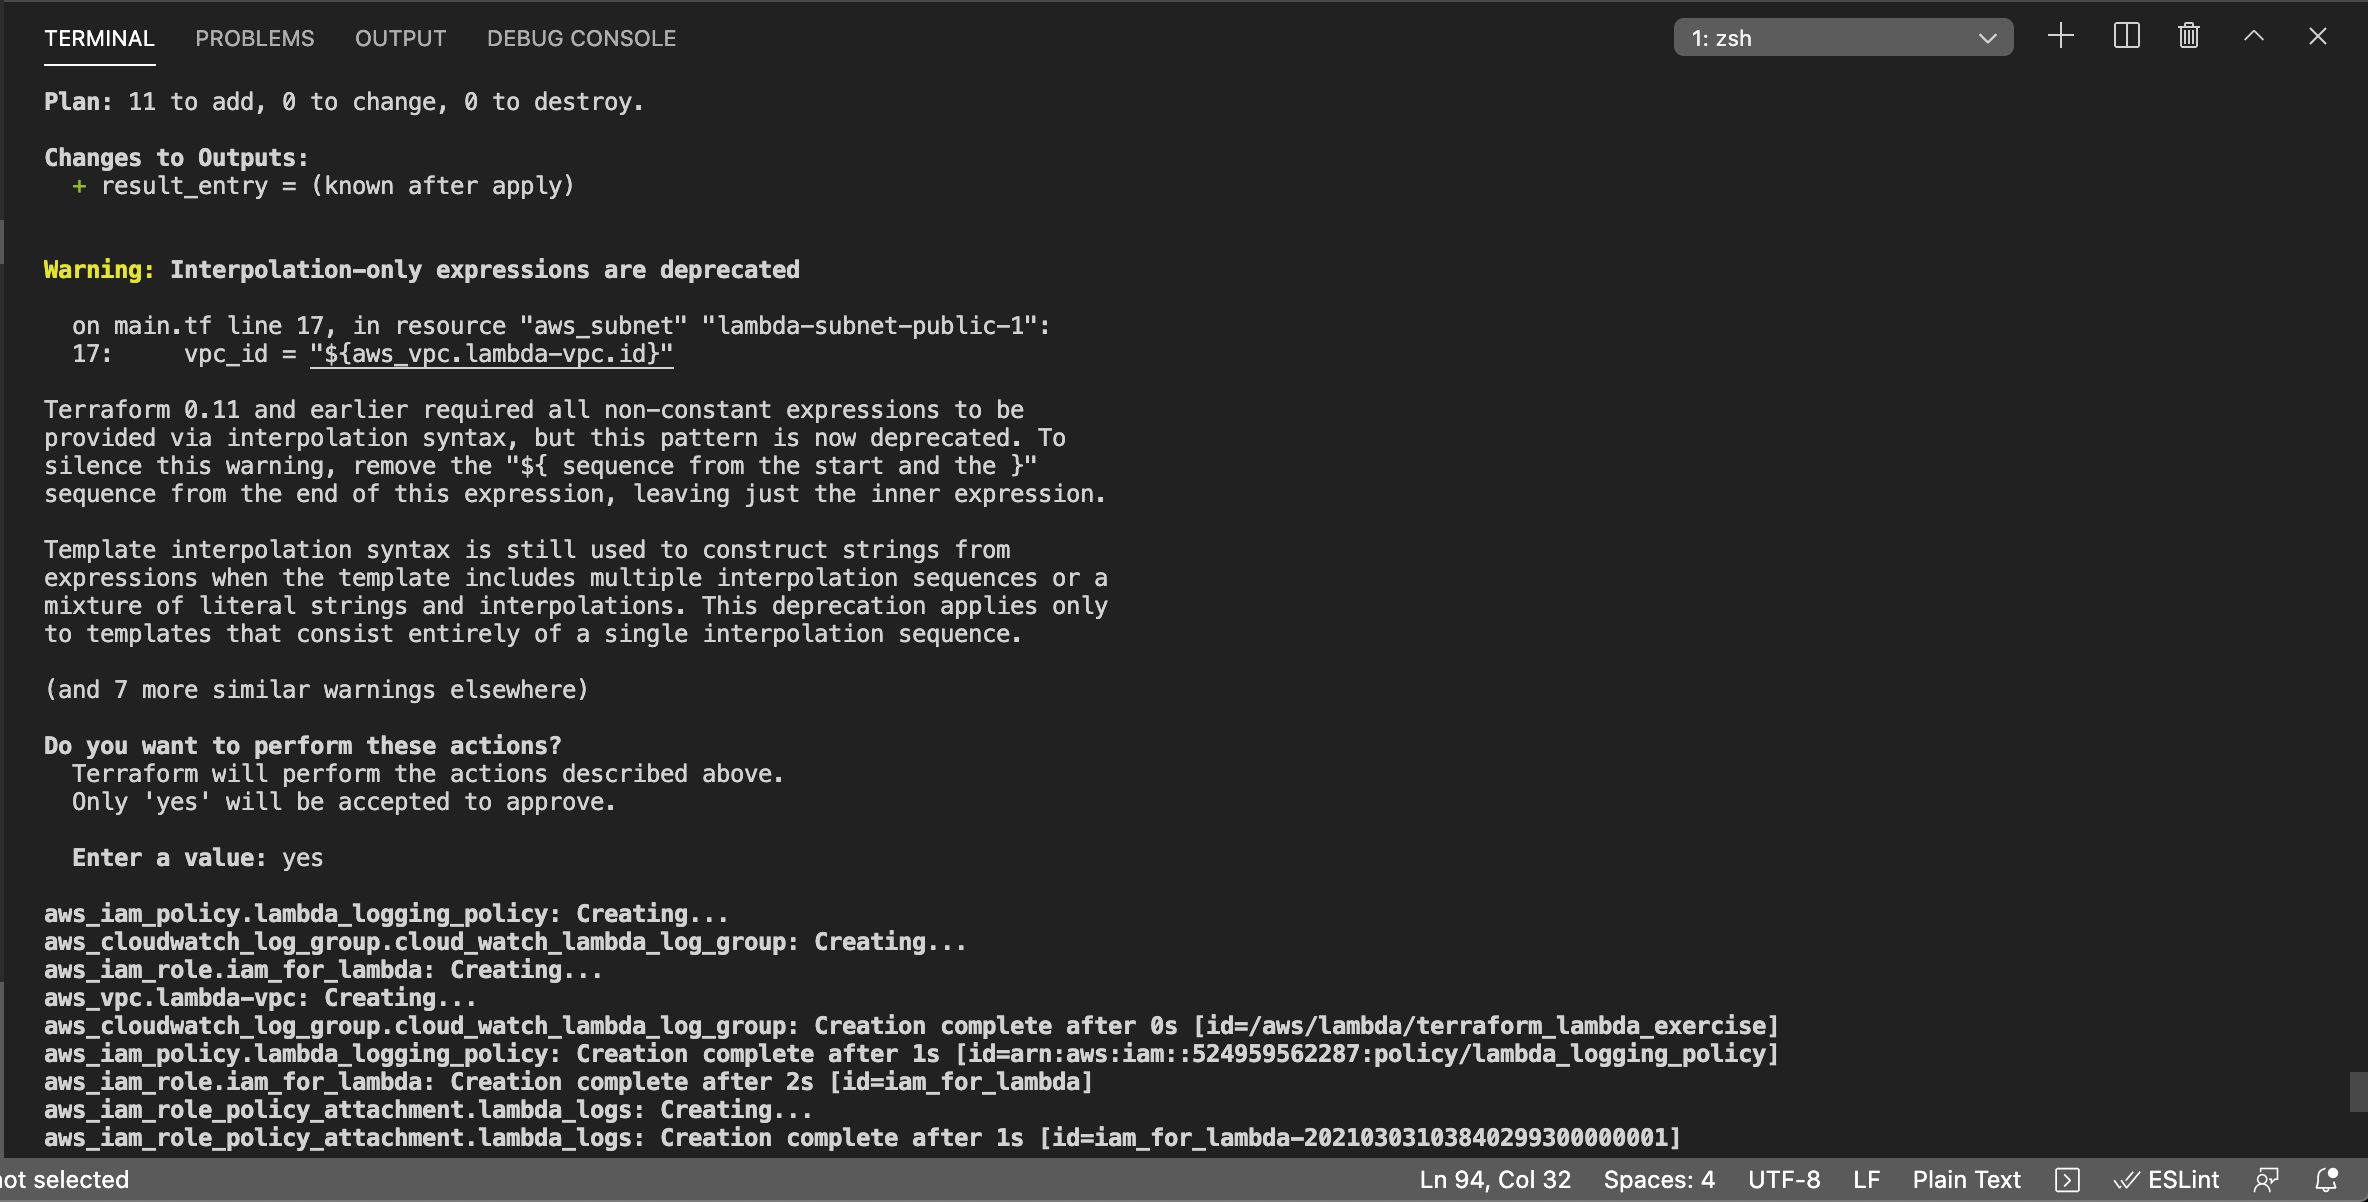 TERMINAL PROBLEMS OUTPUT DEBUG CONSOLE 1: zsh
Plan: 11 to add, 0 to change, 0 to destroy.
Changes to Outputs:
+ result_entry = (known after apply)
Warning: Interpolation-only expressions are deprecated
on main.tf line 17, in resource "aws_subnet" "lambda-subnet-public-1":
17: vpc_id = "${aws_vpc.lambda-vpc.id}"
Terraform 0.11 and earlier required all non-constant expressions to be
provided via interpolation syntax, but this pattern is now deprecated. To
silence this warning, remove the "${ sequence from the start and the }"
sequence from the end of this expression, leaving just the inner expression.
Template interpolation syntax is still used to construct strings from
expressions when the template includes multiple interpolation sequences or a
mixture of literal strings and interpolations. This deprecation applies only
to templates that consist entirely of a single interpolation sequence.
(and 7 more similar warnings elsewhere)
Do you want to perform these actions?
Terraform will perform the actions described above.
Only 'yes' will be accepted to approve.
Enter a value: yes
aws_iam_policy.lambda_logging_policy: Creating...
aws_cloudwatch_log_group.cloud_watch_lambda_log_group: Creating...
aws_iam_role.iam_for_lambda: Creating...
aws_vpc.lambda-vpc: Creating...
aws_cloudwatch_log_group.cloud_watch_lambda_log_group: Creation complete after 0s [id=/aws/lambda/terraform_lambda_exercise]
aws_iam_policy.lambda_logging_policy: Creation complete after 1s [id=arn:aws:iam::524959562287:policy/lambda_logging_policy]
aws_iam_role.iam_for_lambda: Creation complete after 2s [id=iam_for_lambda]
aws_iam_role_policy_attachment.lambda_logs: Creating...
aws_iam_role_policy_attachment.lambda_logs: Creation complete after 1s [id=iam_for_lambda-20210303103840299300000001]
not selected Ln 94, Col 32 Spaces: 4 UTF-8 LF Plain Text ESLint